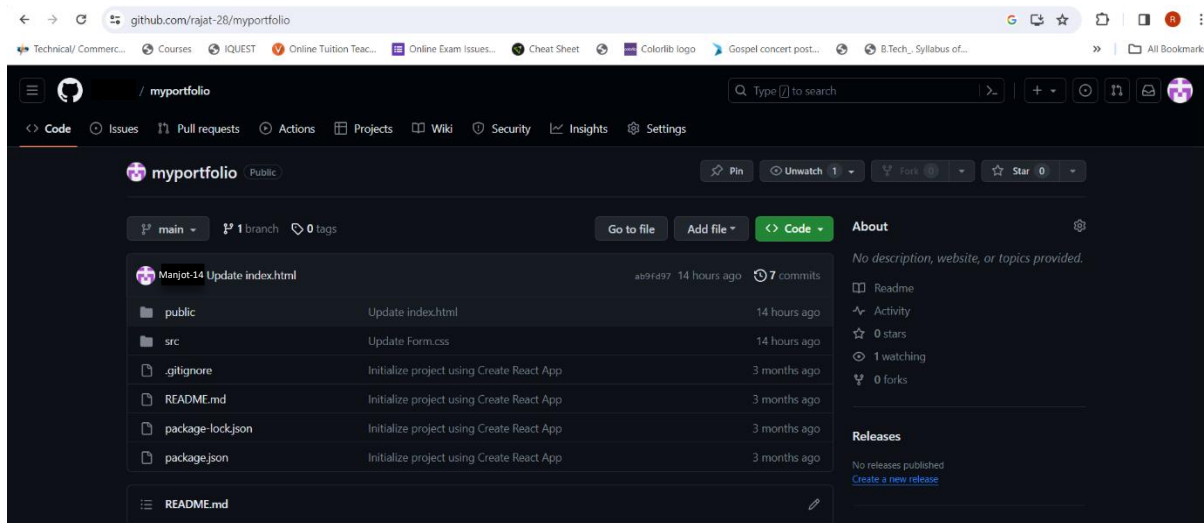 github.com/rajat-28/myportfolio
Technical/ Commerc... Courses IQUEST Online Tuition Teac... Online Exam Issues... Cheat Sheet Colorlib logo Gospel concert post... B.Tech_, Syllabus of... » All Bookmark
/ myportfolio Type / to search
<> Code Issues Pull requests Actions Projects Wiki Security Insights Settings
myportfolio Public Pin Unwatch 1 Fork 0 Star 0
main 1 branch 0 tags Go to file Add file <> Code About
No description, website, or topics provided.
Manjot-14 Update index.html ab9fd97 14 hours ago 7 commits
Readme
public Update index.html 14 hours ago
Activity
src Update Form.css 14 hours ago
0 stars
1 watching
.gitignore Initialize project using Create React App 3 months ago
0 forks
README.md Initialize project using Create React App 3 months ago
package-lock.json Initialize project using Create React App 3 months ago
Releases
package.json Initialize project using Create React App 3 months ago
No releases published
Create a new release
README.md